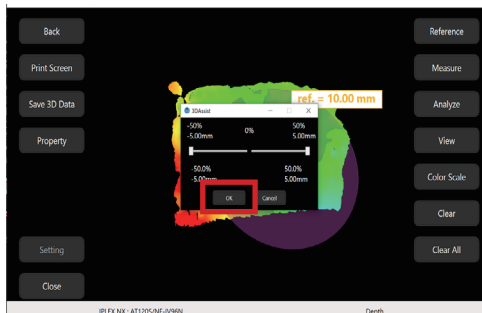 Back
Print Screen
Save 3D Data
Property
Setting
Close
ref. = 10.00 mm
3DAssist
-50% 0% 50%
-5.00mm 5.00mm
-50.0% 50.0%
-5.00mm 5.00mm
OK Cancel
Reference
Measure
Analyze
View
Color Scale
Clear
Clear All
IPLEX NX : AT120S/NF-IV96N Depth